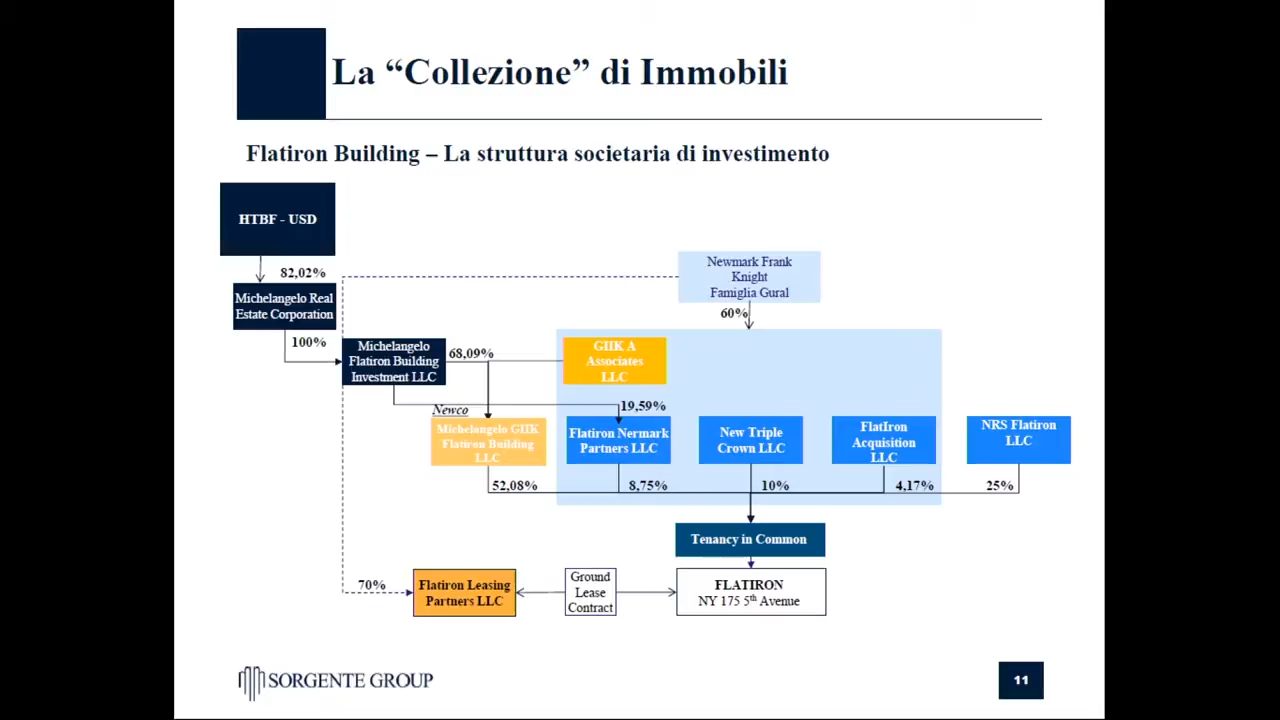 La “Collezione” di Immobili
Flatiron Building – La struttura societaria di investimento
HTBF - USD
82,02%
Michelangelo Real
Estate Corporation
100%
Michelangelo
Flatiron Building
Investment LLC
68,09%
Newmark Frank
Knight
Famiglia Gural
60%
GIIK A
Associates
LLC
19,59%
Newco
Michelangelo GIIK
Flatiron Building
LLC
Flatiron Nermark
Partners LLC
New Triple
Crown LLC
FlatIron
Acquisition
LLC
NRS Flatiron
LLC
52,08%
8,75%
10%
4,17%
25%
Tenancy in Common
70%
Flatiron Leasing
Partners LLC
Ground
Lease
Contract
FLATIRON
NY 175 5th Avenue
SORGENTE GROUP
11